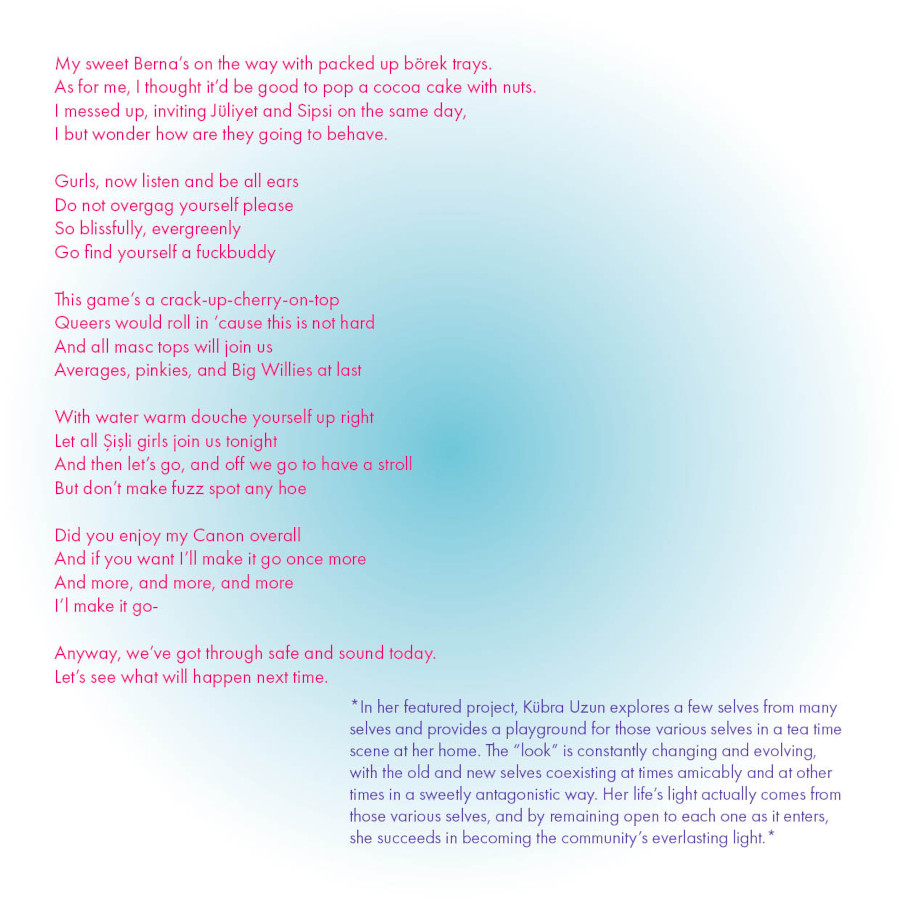 My sweet Berna's on the way with packed up börek trays.
As for me, I thought it'd be good to pop a cocoa cake with nuts.
I messed up, inviting Jüliyet and Sipsi on the same day,
I but wonder how are they going to behave.
Gurls, now listen and be all ears
Do not overgag yourself please
So blissfully, evergreenly
Go find yourself a fuckbuddy
This game's a crack-up-cherry-on-top
Queers would roll in ‘cause this is not hard
And all masc tops will join us
Averages, pinkies, and Big Willies at last
With water warm douche yourself up right
Let all Şişli girls join us tonight
And then let's go, and off we go to have a stroll
But don't make fuzz spot any hoe
Did you enjoy my Canon overall
And if you want I'll make it go once more
And more, and more, and more
I'l make it go-
Anyway, we've got through safe and sound today.
Let's see what will happen next time.
*In her featured project, Kübra Uzun explores a few selves from many
selves and provides a playground for those various selves in a tea time
scene at her home. The “look” is constantly changing and evolving,
with the old and new selves coexisting at times amicably and at other
times in a sweetly antagonistic way. Her life's light actually comes from
those various selves, and by remaining open to each one as it enters,
she succeeds in becoming the community's everlasting light.*